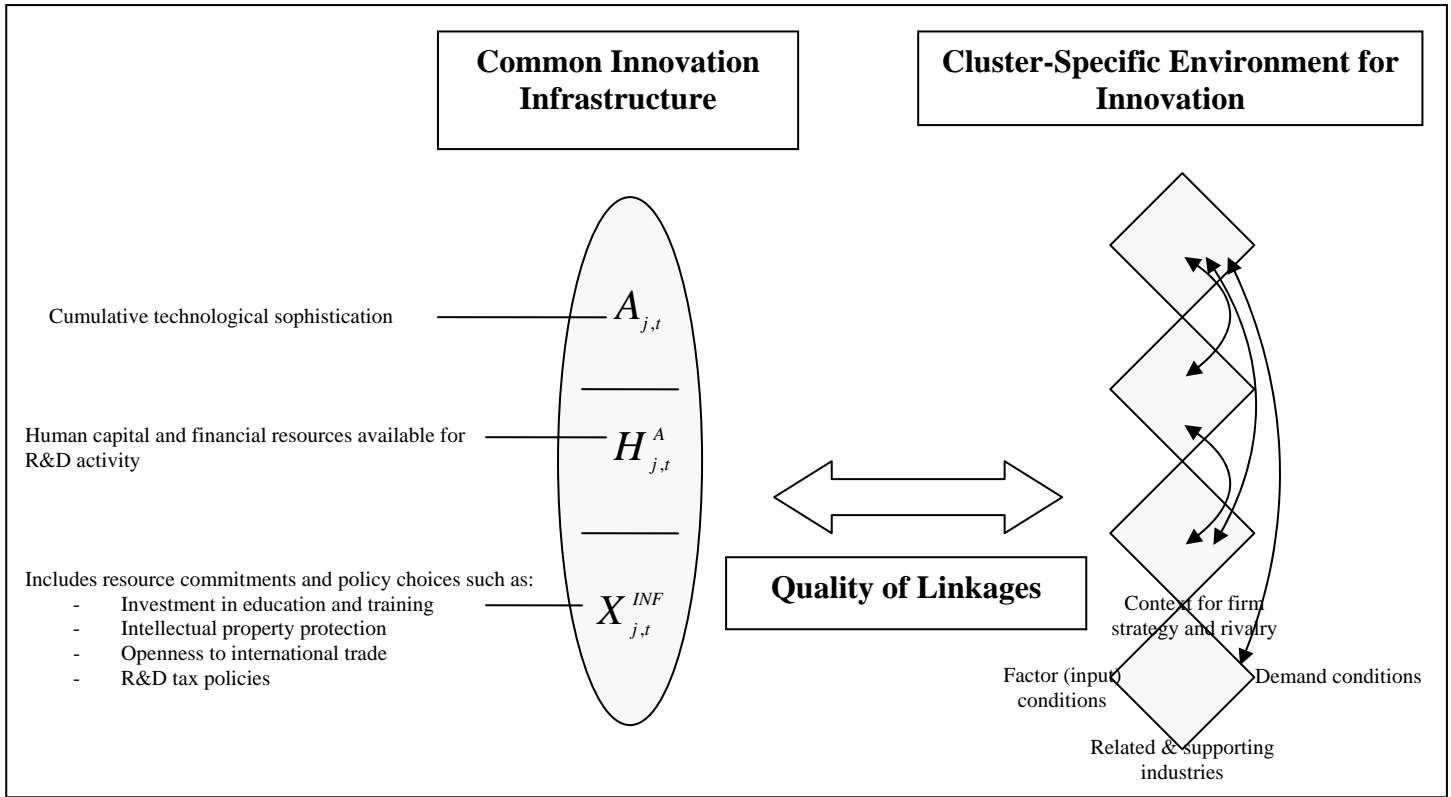 Common Innovation
Infrastructure
Cluster-Specific Environment for
Innovation
Cumulative technological sophistication
A j,t
Human capital and financial resources available for
R&D activity
H A j,t
Includes resource commitments and policy choices such as:
- Investment in education and training
- Intellectual property protection
- Openness to international trade
- R&D tax policies
X INF j,t
Quality of Linkages
Context for firm
strategy and rivalry
Factor (input)
conditions
Demand conditions
Related & supporting
industries